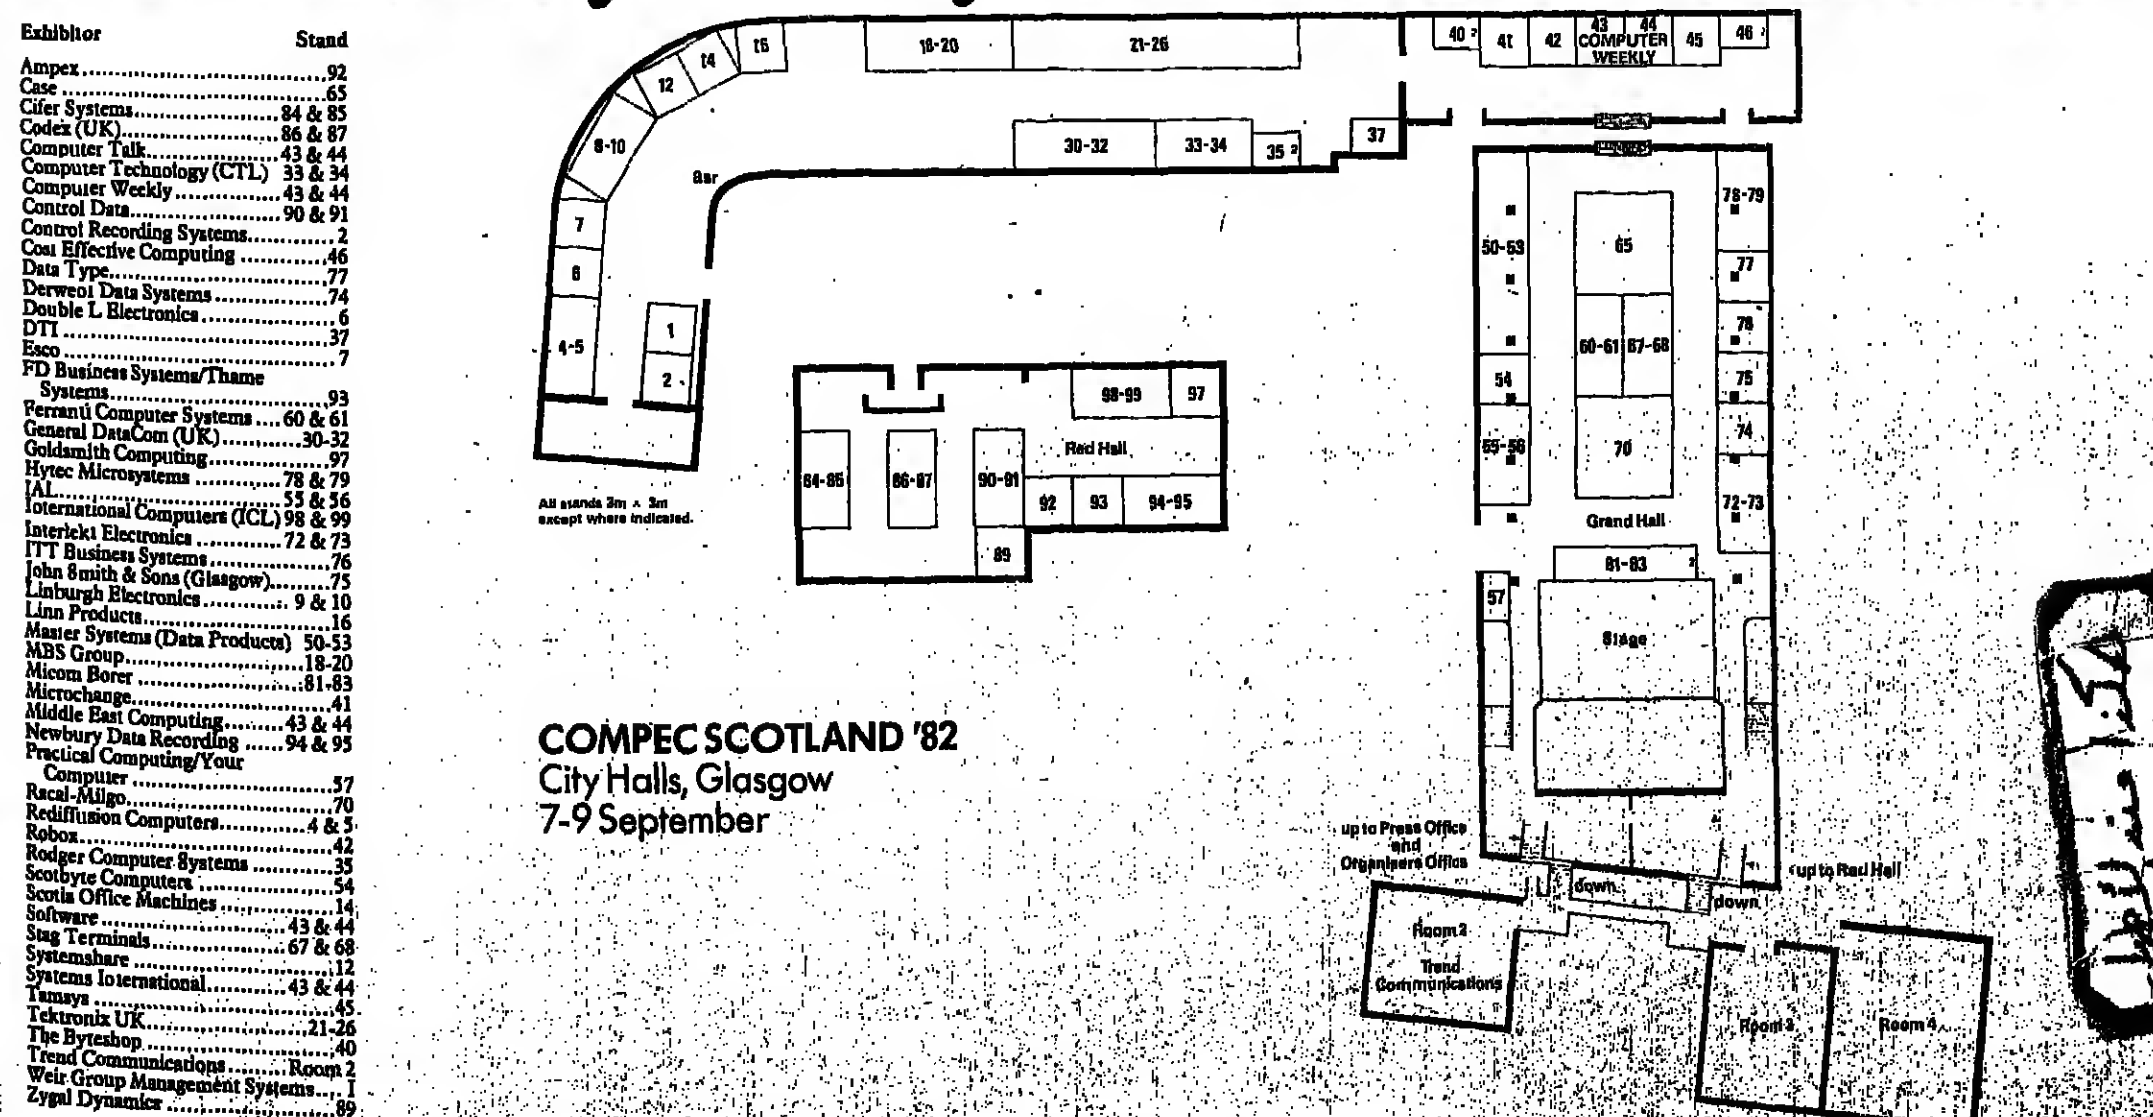 Exhibitor Stand
Ampex 92
Case 65
Cifer Systems 84 & 85
Codex (UK) 86 & 87
Computer Talk 43 & 44
Computer Technology (CTL) 33 & 34
Computer Weekly 43 & 44
Control Data 90 & 91
Control Recording Systems 2
Cost Effective Computing 46
Data Type 77
Derwent Data Systems 74
Double L Electronics 6
DTI 37
Esco 7
FD Business Systems/Thame
Systems 93
Ferranti Computer Systems 60 & 61
General DataCom (UK) 30-32
Goldsmith Computing 97
Hytec Microsystems 78 & 79
IAL 55 & 56
International Computers (ICL) 98 & 99
Intertekt Electronics 72 & 73
ITT Business Systems 76
John Smith & Sons (Glasgow) 75
Linburgh Electronics 9 & 10
Linn Products 16
Master Systems (Data Products) 50-53
MBS Group 18-20
Micom Borer 81-83
Microchange 41
Middle East Computing 43 & 44
Newbury Data Recording 94 & 95
Practical Computing/Your
Computer 57
Racal-Milgo 70
Rediffusion Computers 4 & 5
Robox 42
Rodger Computer Systems 35
Scotbyte Computers 54
Scotia Office Machines 14
Software 43 & 44
Stag Terminals 67 & 68
Systemshare 12
Systems International 43 & 44
Tamsys 45
Tektronix UK 21-26
The Byteshop 40
Trend Communications Room 2
Weir Group Management Systems 1
Zygal Dynamics 89
18-20
21-26
16
14
12
8-10
7
6
4-5
1
2
Bar
30-32
33-34
35 2
37
40 2
41
42
43 44
COMPUTER
WEEKLY
45
46 2
All stands 3m x 3m
except where indicated.
98-99
97
Red Hall
84-85
86-87
90-91
92
93
94-95
89
50-53
54
55-56
57
65
60-61
67-68
70
Grand Hall
81-83 2
Stage
78-79
77
76
75
74
72-73
COMPEC SCOTLAND '82
City Halls, Glasgow
7-9 September
up to Press Office
and
Organisers Office
down
down
up to Red Hall
Room 2
Trend
Communications
Room 3
Room 4